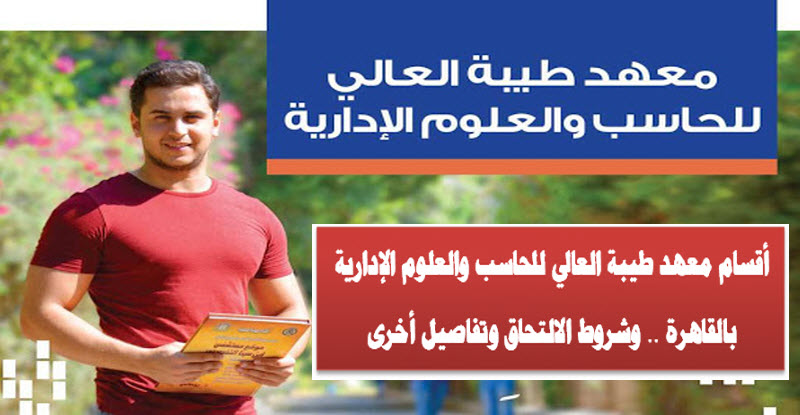 معهد طيبة العالي
للحاسب والعلوم الإدارية
أقسام معهد طيبة العالي للحاسب والعلوم الإدارية
بالقاهرة .. وشروط الالتحاق وتفاصيل أخرى